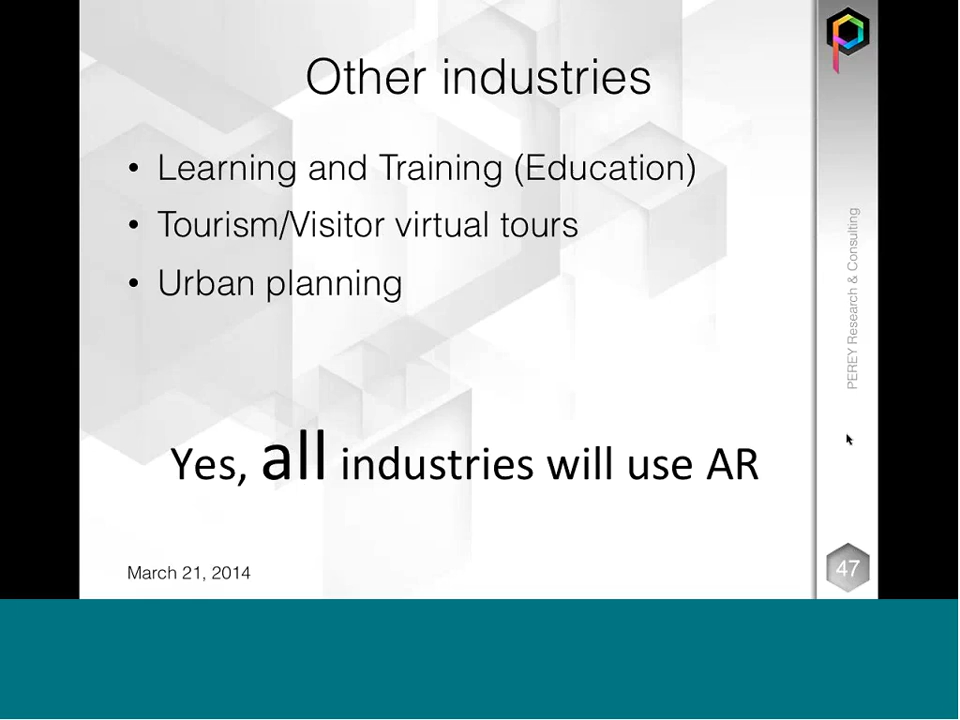 Other industries
• Learning and Training (Education)
• Tourism/Visitor virtual tours
• Urban planning
Yes, all industries will use AR
March 21, 2014
PEREY Research & Consulting
47